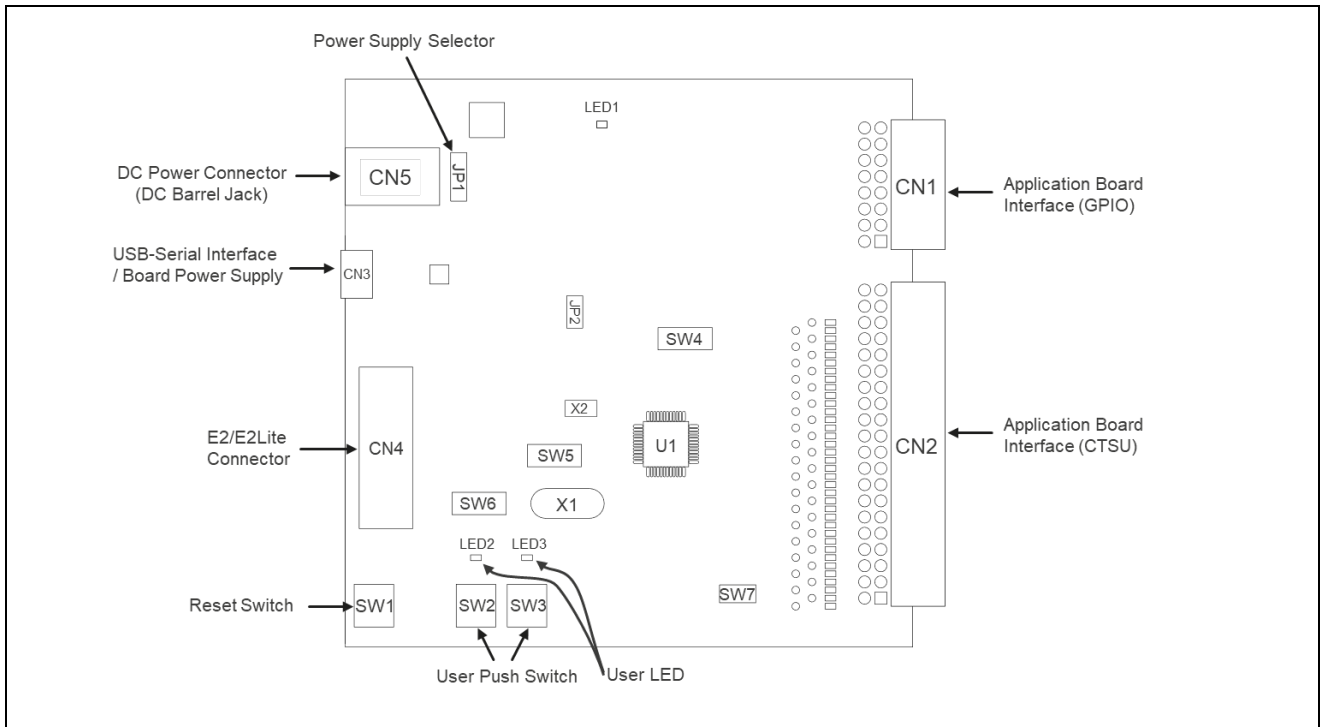 Power Supply Selector
LED1
DC Power Connector
(DC Barrel Jack)
CN5
JP1
CN1
Application Board
Interface (GPIO)
USB-Serial Interface
/ Board Power Supply
CN3
JP2
SW4
X2
E2/E2Lite
Connector
CN4
SW5
U1
CN2
Application Board
Interface (CTSU)
SW6
X1
LED2
LED3
Reset Switch
SW1
SW2
SW3
SW7
User Push Switch
User LED